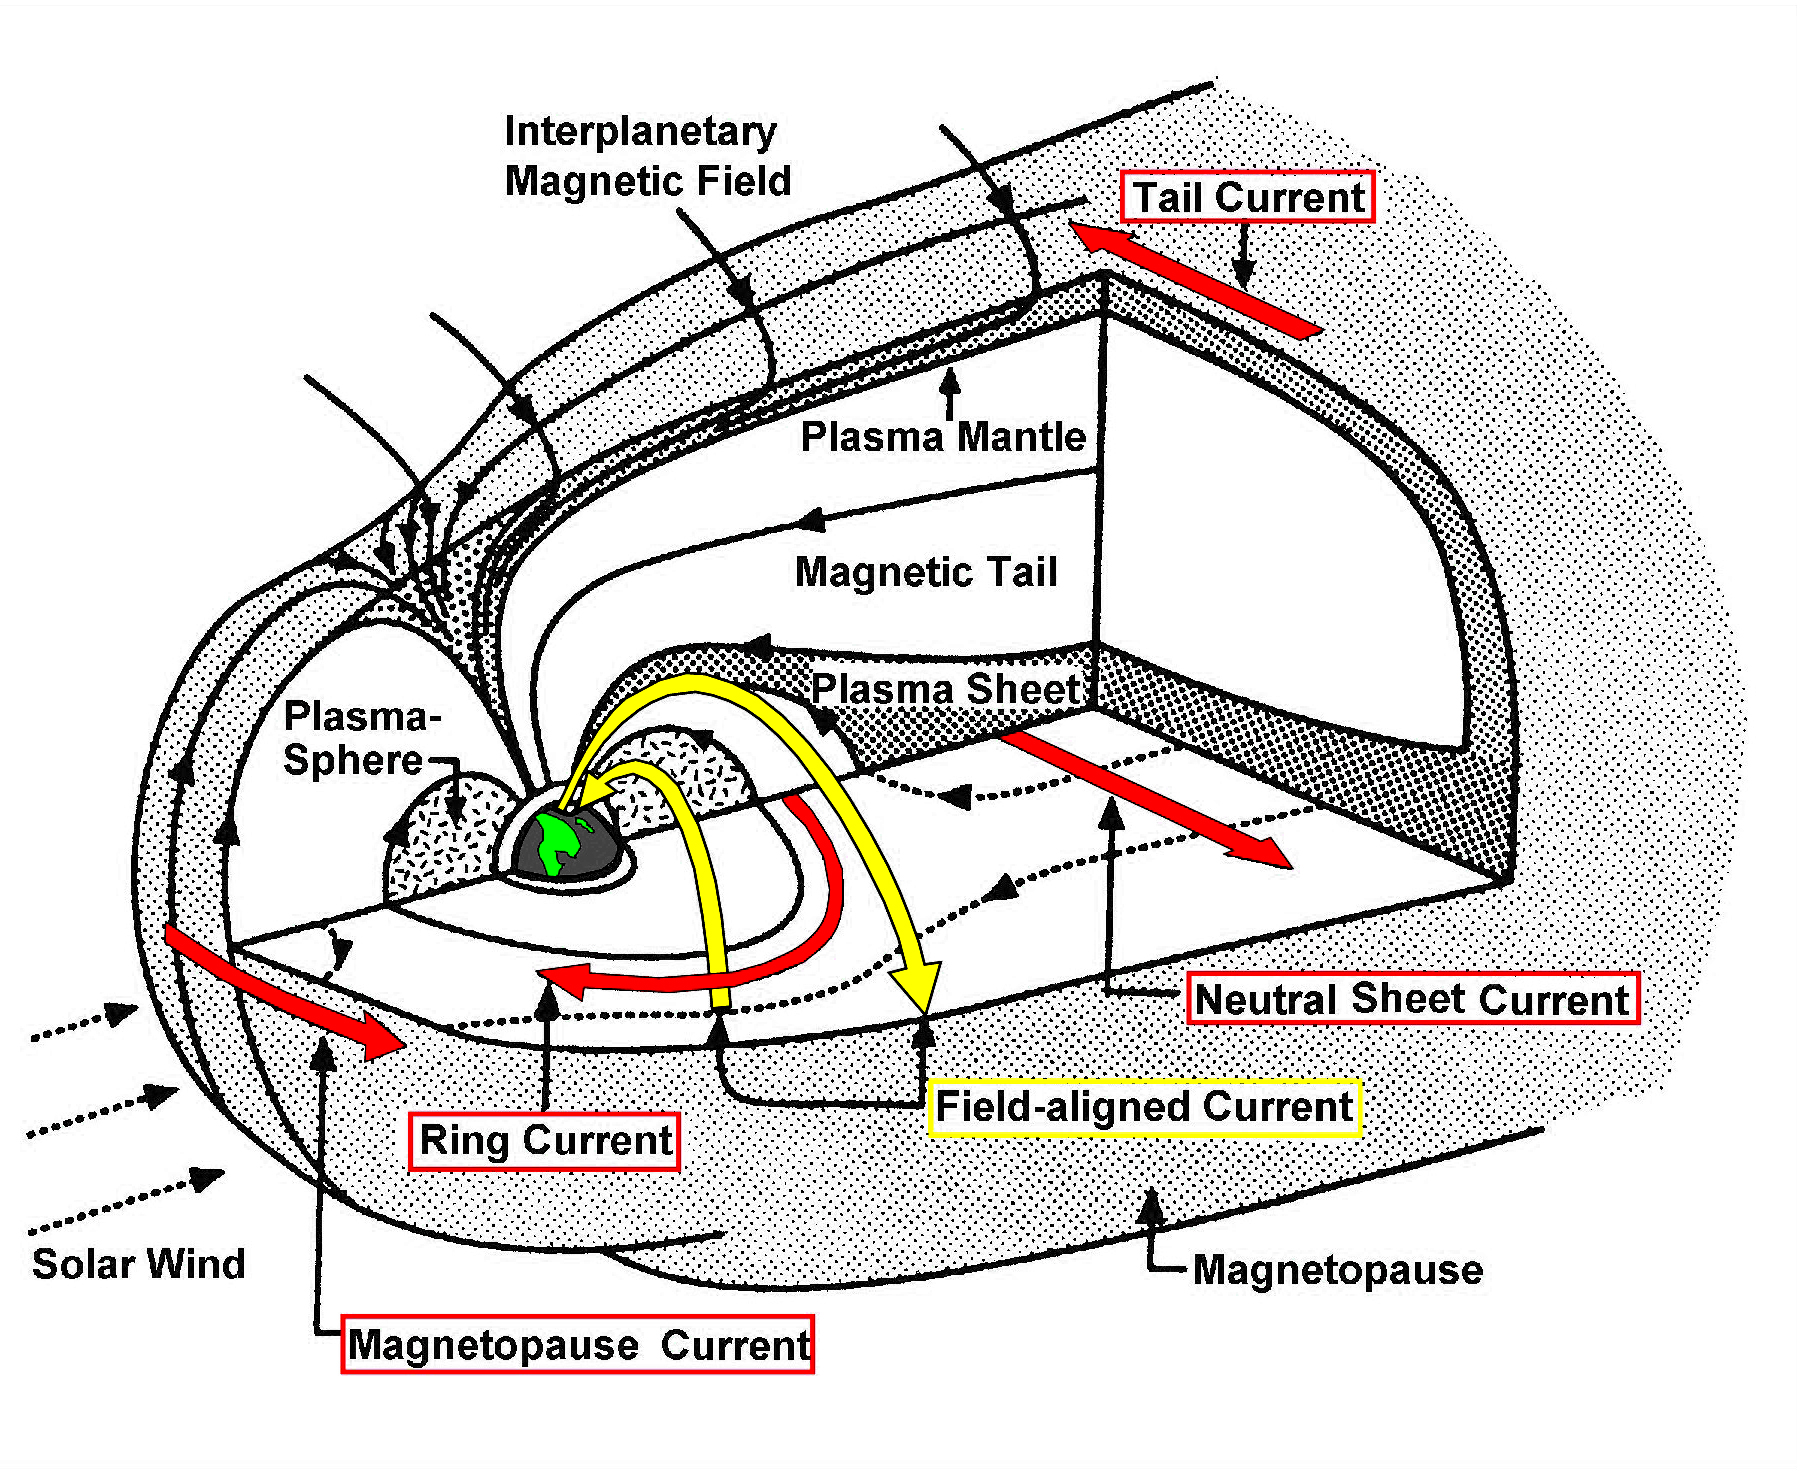 Interplanetary
Magnetic Field
Tail Current
Plasma Mantle
Magnetic Tail
Plasma Sheet
Plasma-
Sphere
Neutral Sheet Current
Field-aligned Current
Ring Current
Solar Wind
Magnetopause
Magnetopause Current